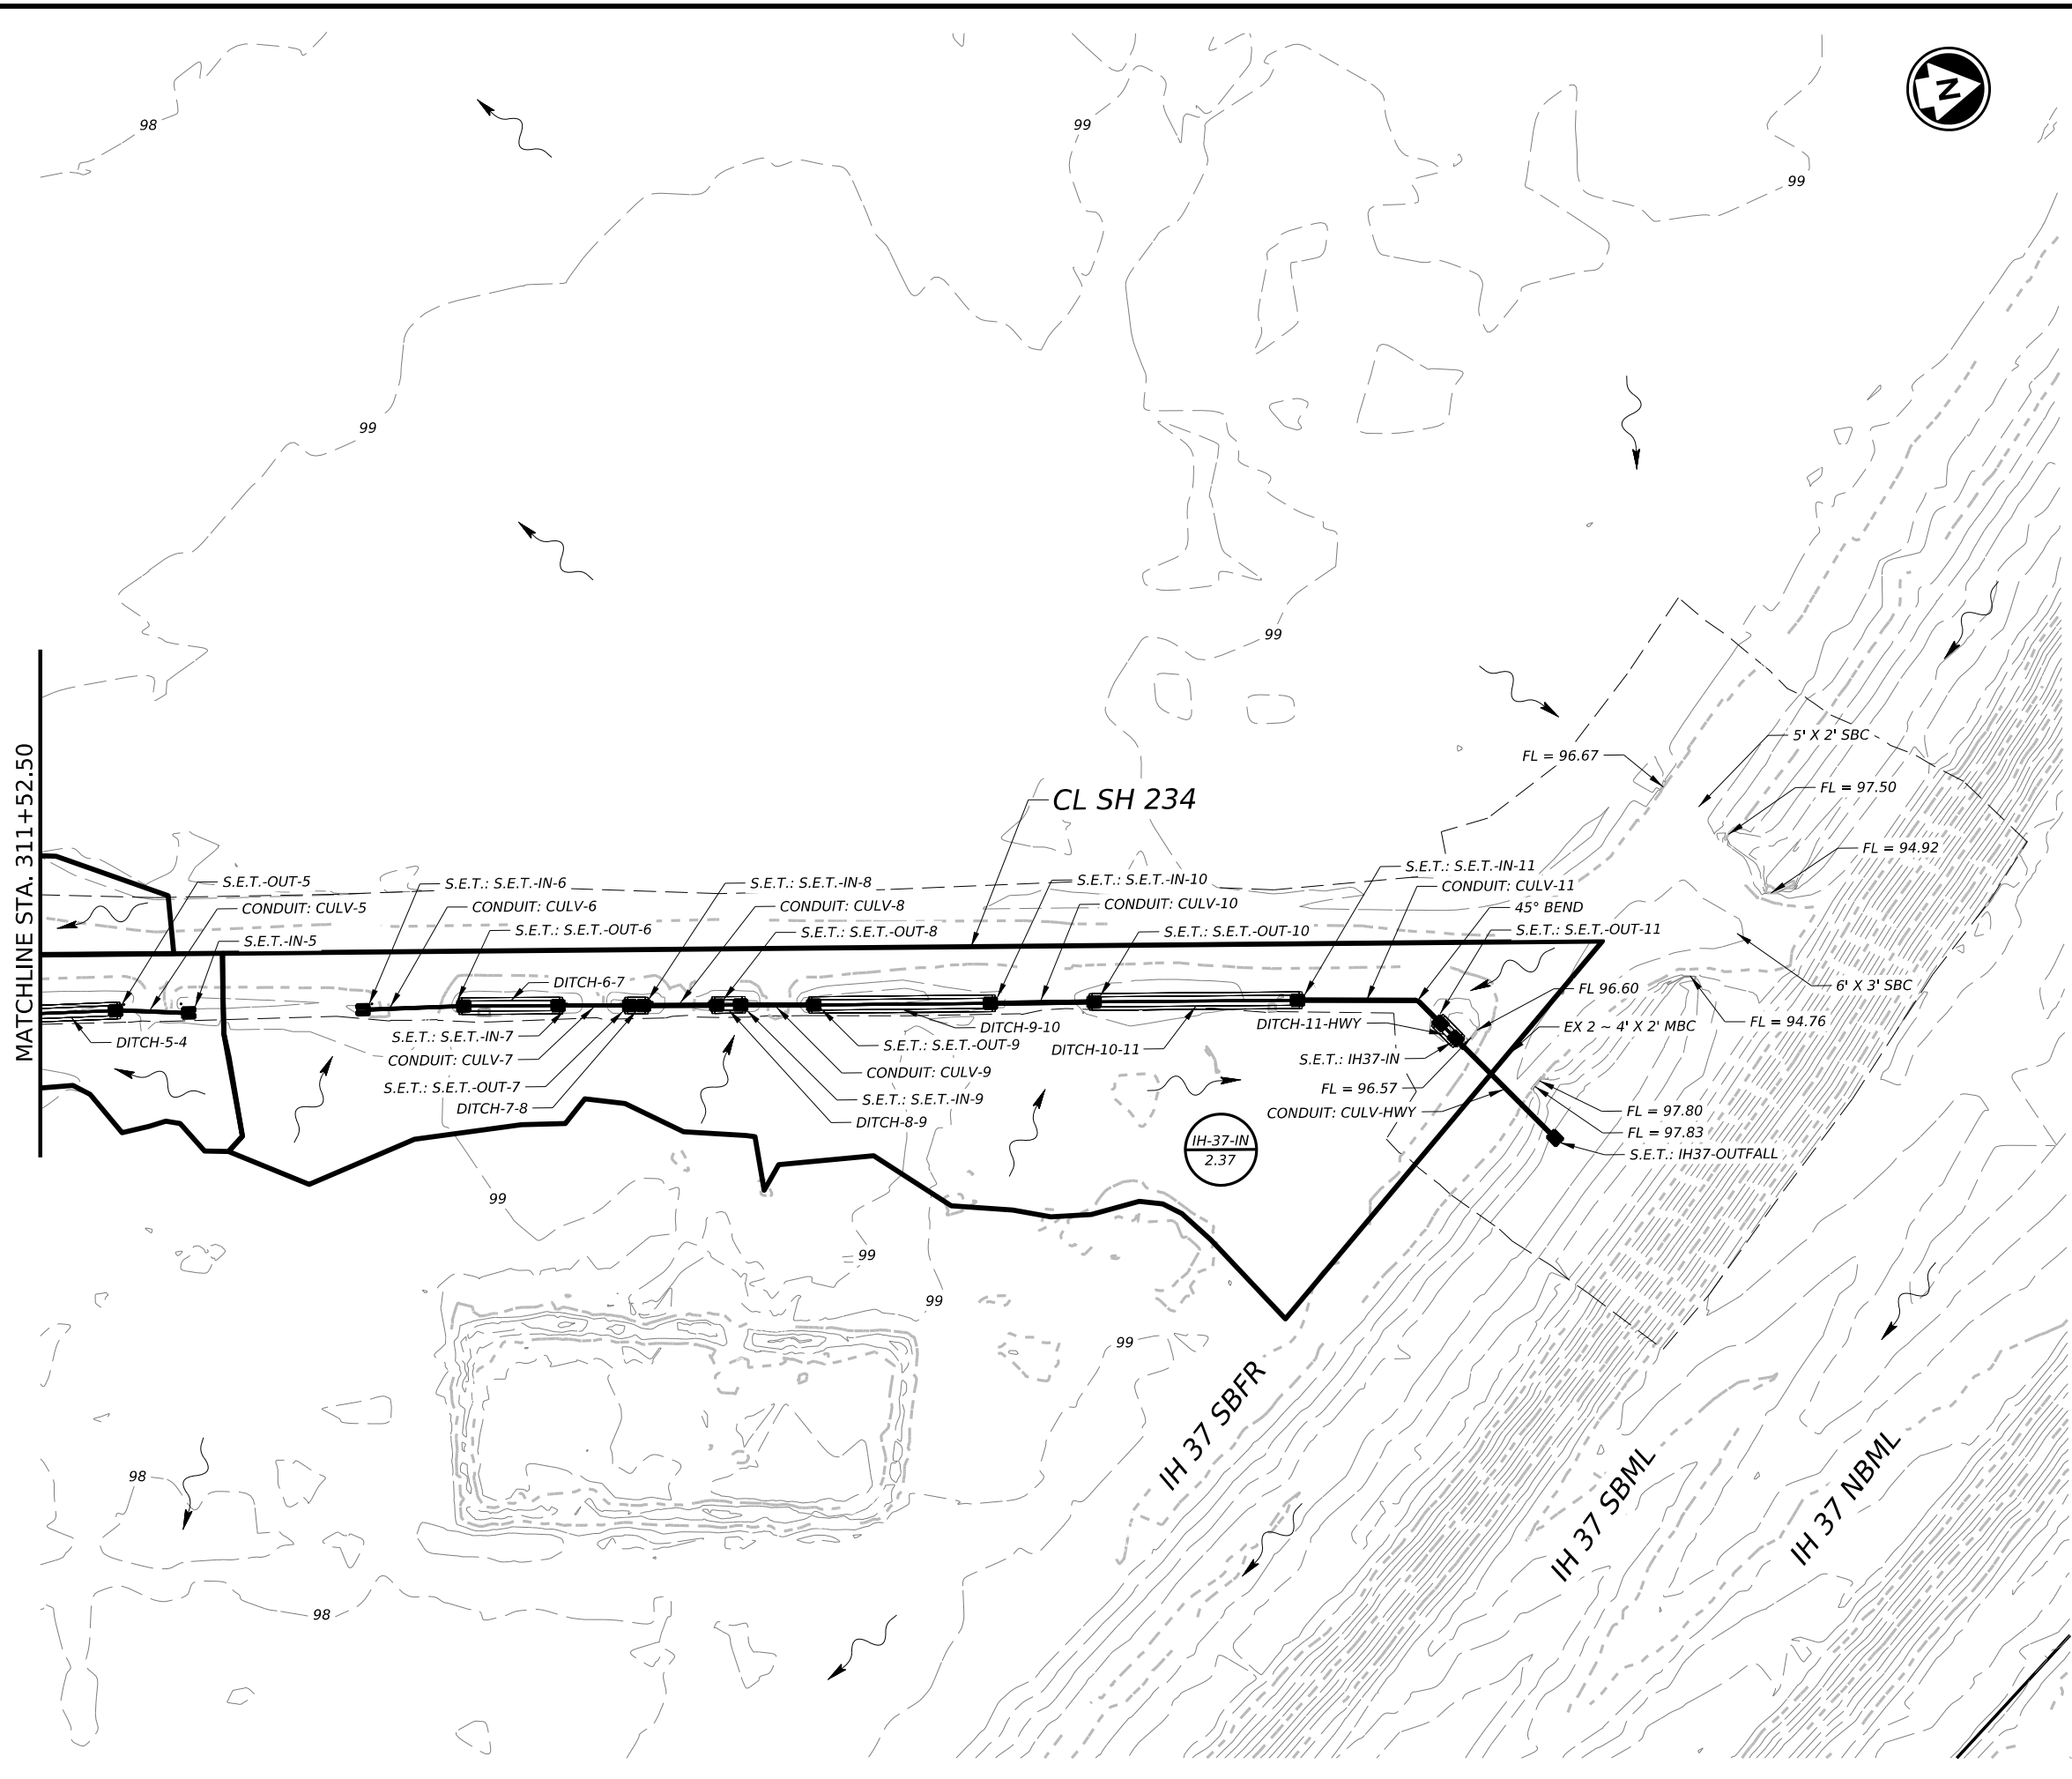 N
98
99
99
99
99
MATCHLINE STA. 311+52.50
CL SH 234
FL = 96.67
5' X 2' SBC
FL = 97.50
FL = 94.92
S.E.T.-OUT-5
CONDUIT: CULV-5
S.E.T.-IN-5
S.E.T.: S.E.T.-IN-6
CONDUIT: CULV-6
S.E.T.: S.E.T.-OUT-6
DITCH-6-7
S.E.T.: S.E.T.-IN-8
CONDUIT: CULV-8
S.E.T.: S.E.T.-OUT-8
S.E.T.: S.E.T.-IN-10
CONDUIT: CULV-10
S.E.T.: S.E.T.-OUT-10
S.E.T.: S.E.T.-IN-11
CONDUIT: CULV-11
45° BEND
S.E.T.: S.E.T.-OUT-11
6' X 3' SBC
FL 96.60
FL = 94.76
EX 2 ~ 4' X 2' MBC
DITCH-5-4
S.E.T.: S.E.T.-IN-7
CONDUIT: CULV-7
S.E.T.: S.E.T.-OUT-7
DITCH-7-8
DITCH-9-10
S.E.T.: S.E.T.-OUT-9
CONDUIT: CULV-9
S.E.T.: S.E.T.-IN-9
DITCH-8-9
DITCH-10-11
DITCH-11-HWY
S.E.T.: IH37-IN
FL = 96.57
CONDUIT: CULV-HWY
FL = 97.80
FL = 97.83
S.E.T.: IH37-OUTFALL
IH-37-IN
2.37
99
99
99
99
98
98
IH 37 SBFR
IH 37 SBML
IH 37 NBML